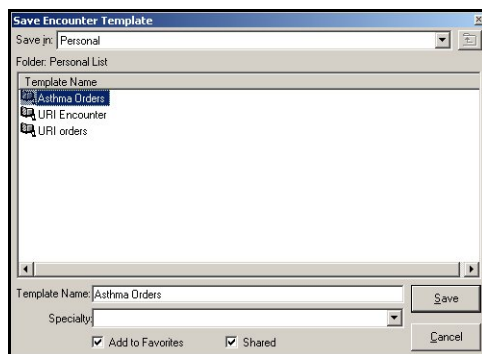 Save Encounter Template
Save in: Personal
Folder: Personal List
Template Name
Asthma Orders
URI Encounter
URI orders
Template Name: Asthma Orders
Save
Specialty:
Add to Favorites Shared
Cancel